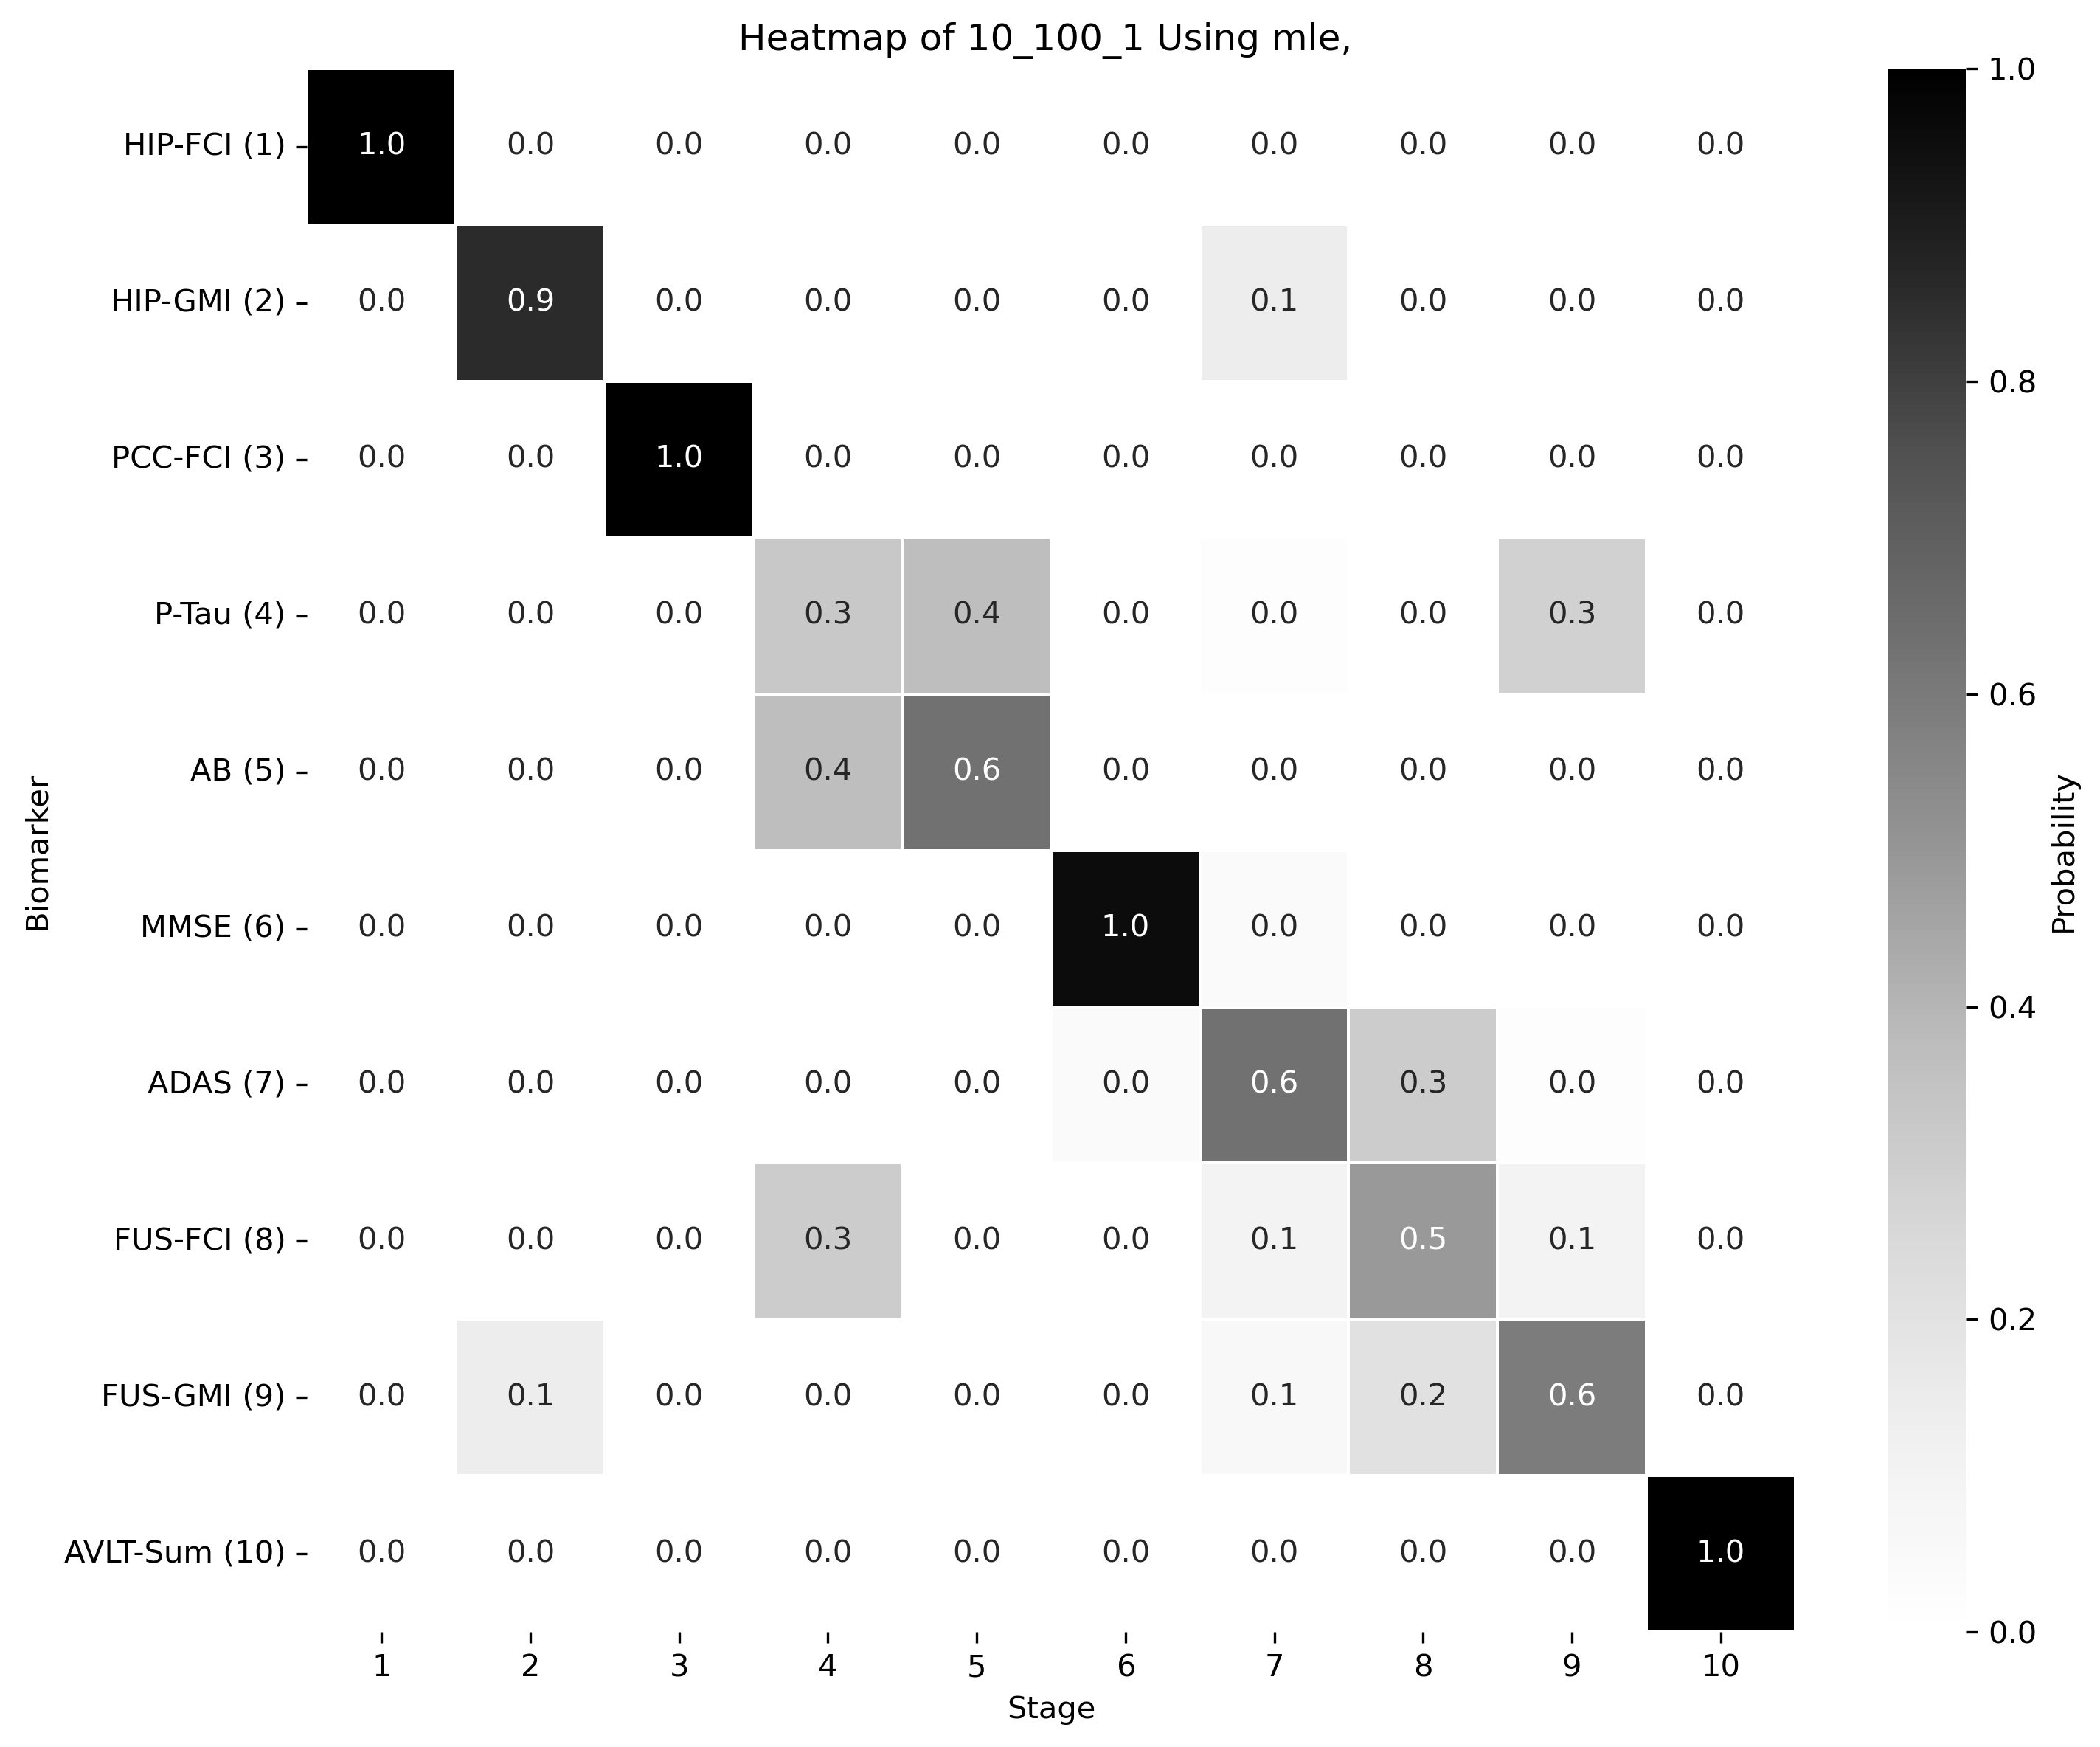 Heatmap of 10_100_1 Using mle,
HIP-FCI (1) 1.0 0.0 0.0 0.0 0.0 0.0 0.0 0.0 0.0 0.0
HIP-GMI (2) 0.0 0.9 0.0 0.0 0.0 0.0 0.1 0.0 0.0 0.0
PCC-FCI (3) 0.0 0.0 1.0 0.0 0.0 0.0 0.0 0.0 0.0 0.0
P-Tau (4) 0.0 0.0 0.0 0.3 0.4 0.0 0.0 0.0 0.3 0.0
AB (5) 0.0 0.0 0.0 0.4 0.6 0.0 0.0 0.0 0.0 0.0
MMSE (6) 0.0 0.0 0.0 0.0 0.0 1.0 0.0 0.0 0.0 0.0
ADAS (7) 0.0 0.0 0.0 0.0 0.0 0.0 0.6 0.3 0.0 0.0
FUS-FCI (8) 0.0 0.0 0.0 0.3 0.0 0.0 0.1 0.5 0.1 0.0
FUS-GMI (9) 0.0 0.1 0.0 0.0 0.0 0.0 0.1 0.2 0.6 0.0
AVLT-Sum (10) 0.0 0.0 0.0 0.0 0.0 0.0 0.0 0.0 0.0 1.0
1 2 3 4 5 6 7 8 9 10
Stage
Biomarker
1.0
0.8
0.6
0.4
0.2
0.0
Probability